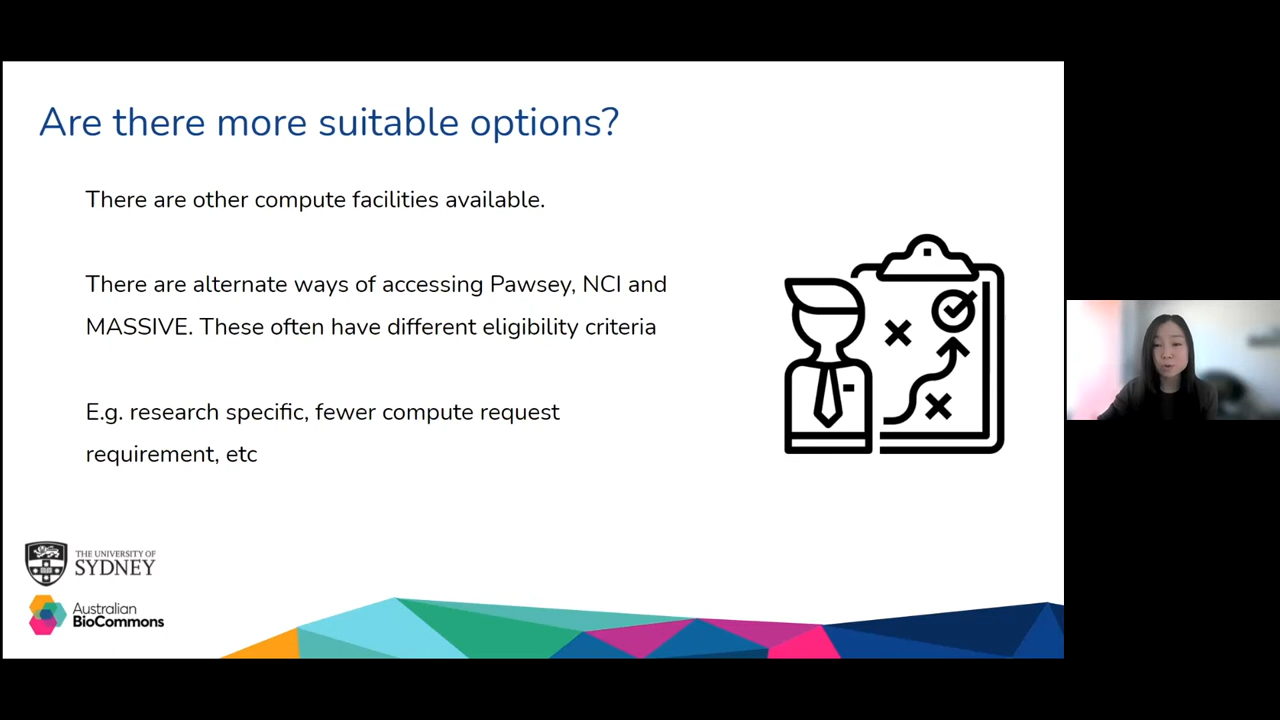 Are there more suitable options?
There are other compute facilities available.
There are alternate ways of accessing Pawsey, NCI and
MASSIVE. These often have different eligibility criteria
E.g. research specific, fewer compute request
requirement, etc
THE UNIVERSITY OF
SYDNEY
Australian
BioCommons